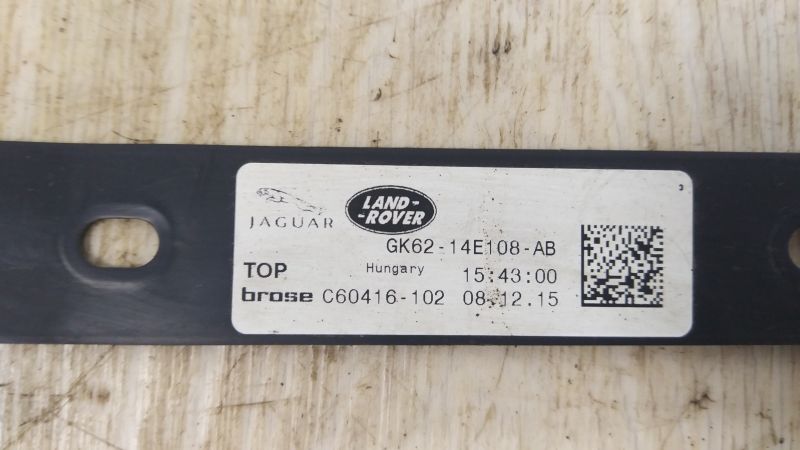 JAGUAR
LAND-
-ROVER
GK62-14E108-AB
TOP
Hungary 15:43:00
brose C60416-102 08.12.15